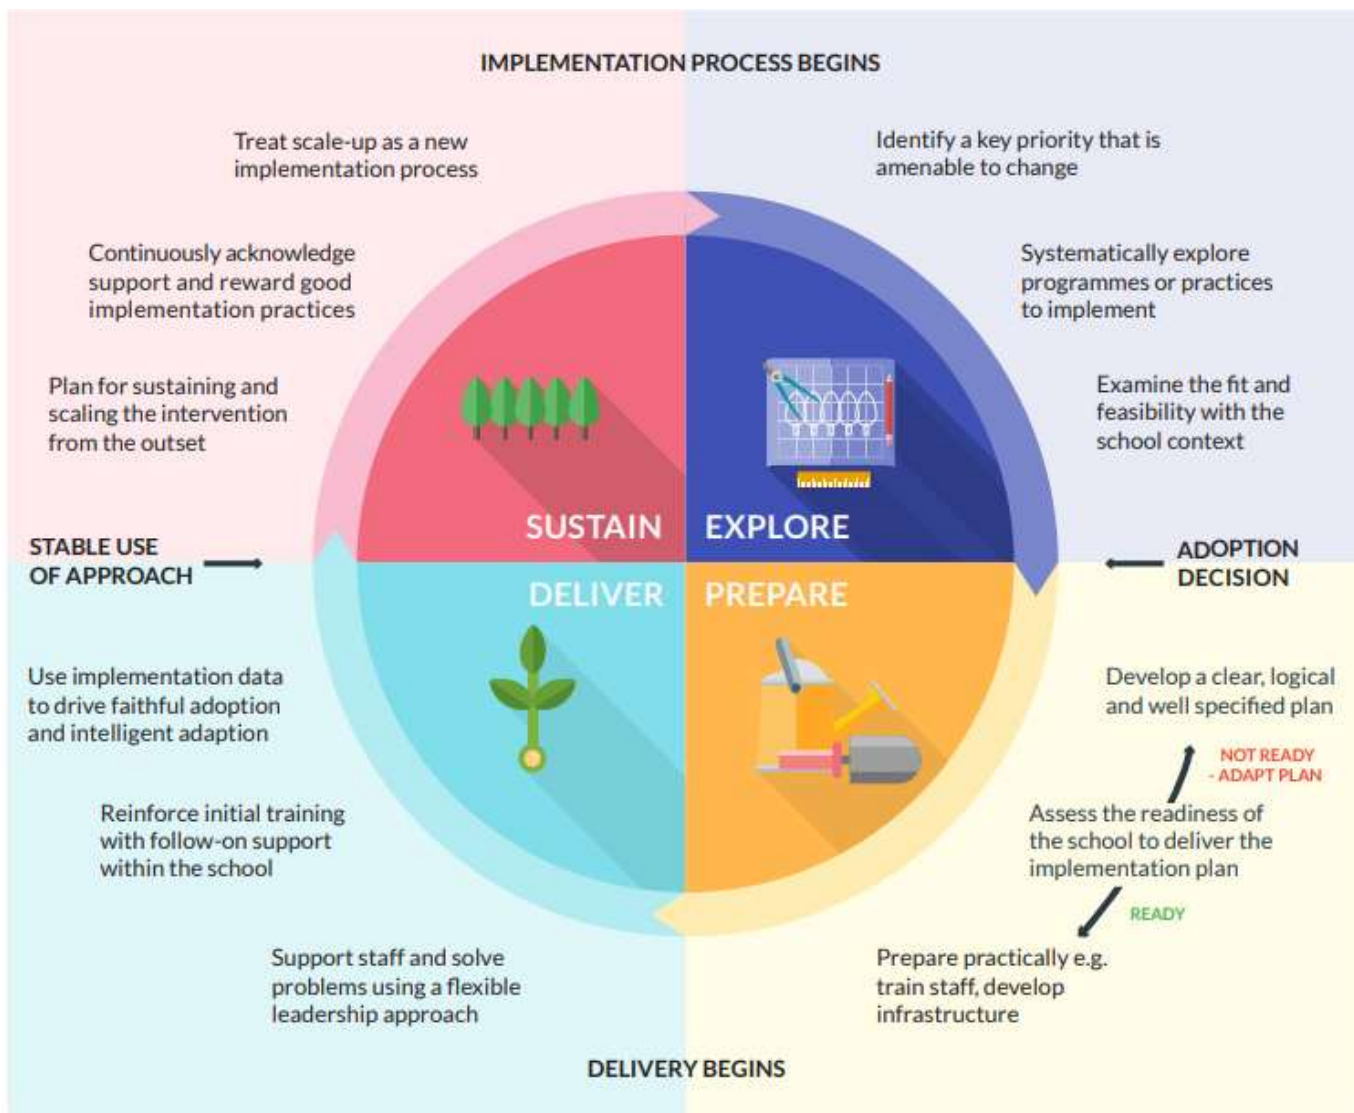 IMPLEMENTATION PROCESS BEGINS
Identify a key priority that is
amenable to change
Systematically explore
programmes or practices
to implement
Examine the fit and
feasibility with the
school context
EXPLORE
ADOPTION
DECISION
PREPARE
Develop a clear, logical
and well specified plan
NOT READY
- ADAPT PLAN
Assess the readiness of
the school to deliver the
implementation plan
READY
Prepare practically e.g.
train staff, develop
infrastructure
DELIVERY BEGINS
DELIVER
Support staff and solve
problems using a flexible
leadership approach
Reinforce initial training
with follow-on support
within the school
Use implementation data
to drive faithful adoption
and intelligent adaption
STABLE USE
OF APPROACH
SUSTAIN
Plan for sustaining and
scaling the intervention
from the outset
Continuously acknowledge
support and reward good
implementation practices
Treat scale-up as a new
implementation process